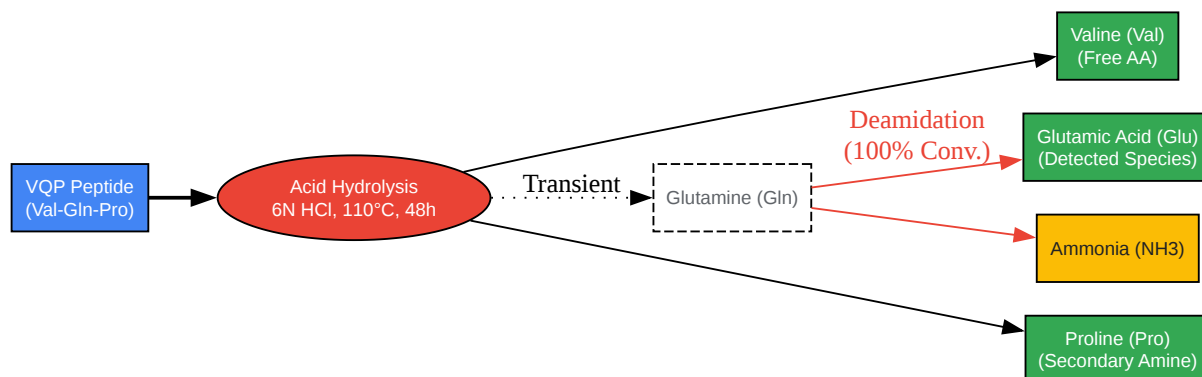 VQP Peptide
(Val-Gln-Pro)
Acid Hydrolysis
6N HCl, 110°C, 48h
Transient
Glutamine (Gln)
Deamidation
(100% Conv.)
Valine (Val)
(Free AA)
Glutamic Acid (Glu)
(Detected Species)
Ammonia (NH3)
Proline (Pro)
(Secondary Amine)